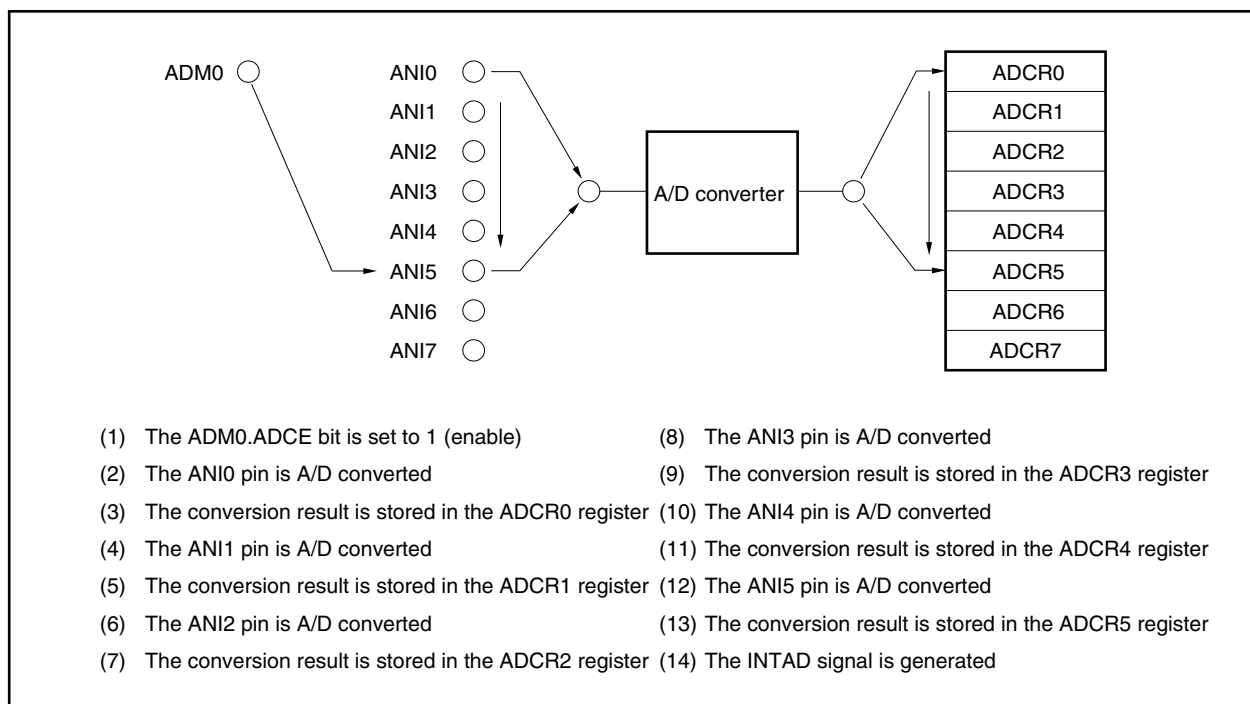 ADM0
ANI0
ANI1
ANI2
ANI3
ANI4
ANI5
ANI6
ANI7
A/D converter
ADCR0
ADCR1
ADCR2
ADCR3
ADCR4
ADCR5
ADCR6
ADCR7
(1) The ADM0.ADCE bit is set to 1 (enable)
(2) The ANI0 pin is A/D converted
(3) The conversion result is stored in the ADCR0 register
(4) The ANI1 pin is A/D converted
(5) The conversion result is stored in the ADCR1 register
(6) The ANI2 pin is A/D converted
(7) The conversion result is stored in the ADCR2 register
(8) The ANI3 pin is A/D converted
(9) The conversion result is stored in the ADCR3 register
(10) The ANI4 pin is A/D converted
(11) The conversion result is stored in the ADCR4 register
(12) The ANI5 pin is A/D converted
(13) The conversion result is stored in the ADCR5 register
(14) The INTAD signal is generated